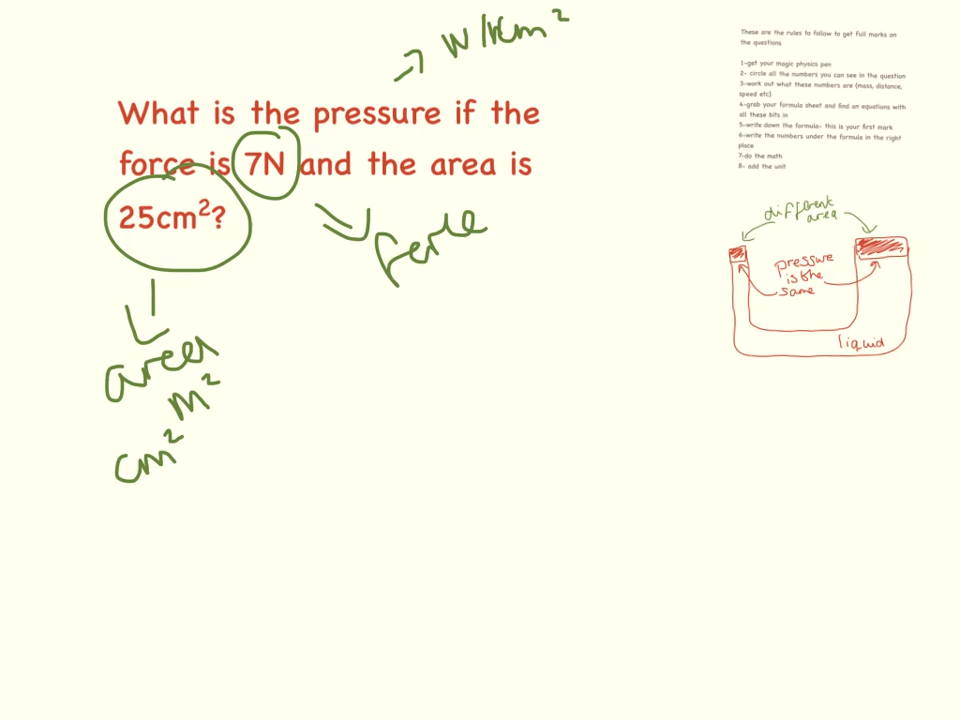 What is the pressure if the
force is 7N and the area is
25cm²?
area
m²
cm²
These are the rules to follow to get full marks on
the questions
1-get your magic physics pen
2- circle all the numbers you can see in the question
3-work out what these numbers are (mass, distance,
speed etc)
4-grab your formula sheet and find an equations with
all these bits in
5-write down the formula- this is your first mark
6-write the numbers under the formula in the right
place
7-do the math
8- add the unit
different
area
pressure
is the
same
liquid